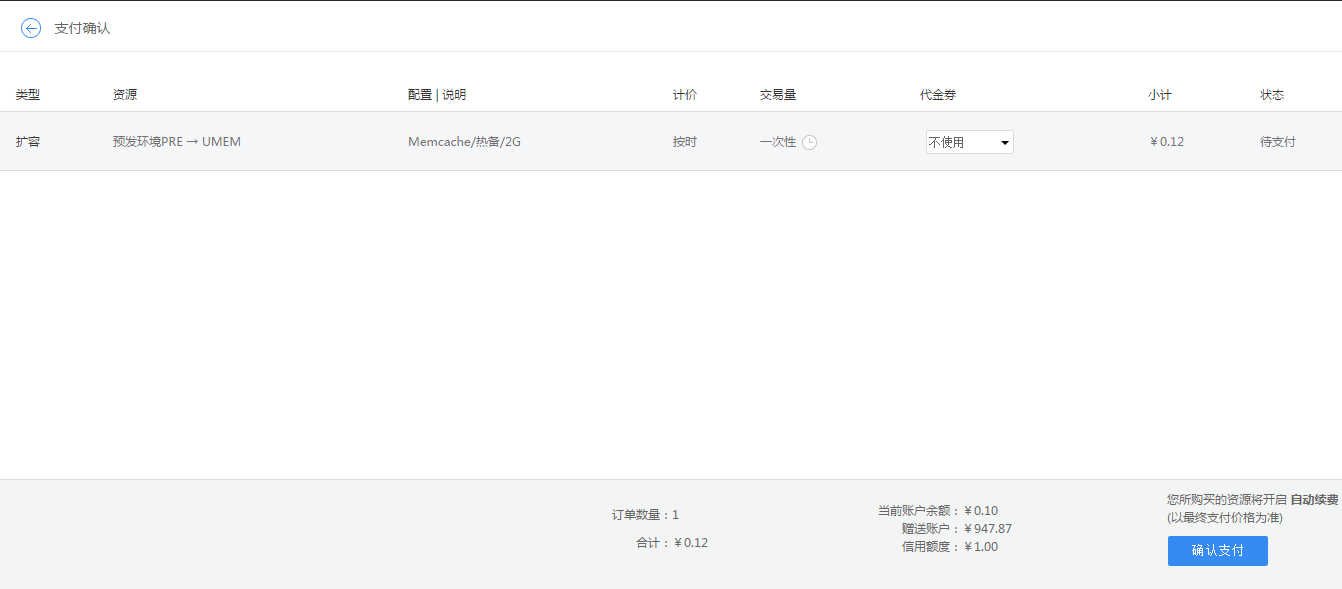 支付确认
类型 资源 配置 | 说明 计价 交易量 代金券 小计 状态
扩容 预发环境PRE → UMEM Memcache/热备/2G 按时 一次性 不使用 ￥0.12 待支付
订单数量：1
合计：￥0.12
当前账户余额：￥0.10
赠送账户：￥947.87
信用额度：￥1.00
您所购买的资源将开启 自动续费
(以最终支付价格为准)
确认支付